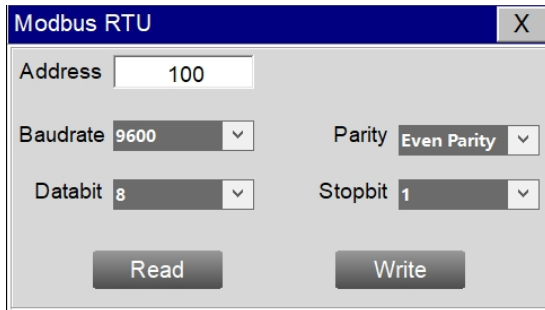 Modbus RTU X
Address 100
Baudrate 9600 Parity Even Parity
Databit 8 Stopbit 1
Read Write